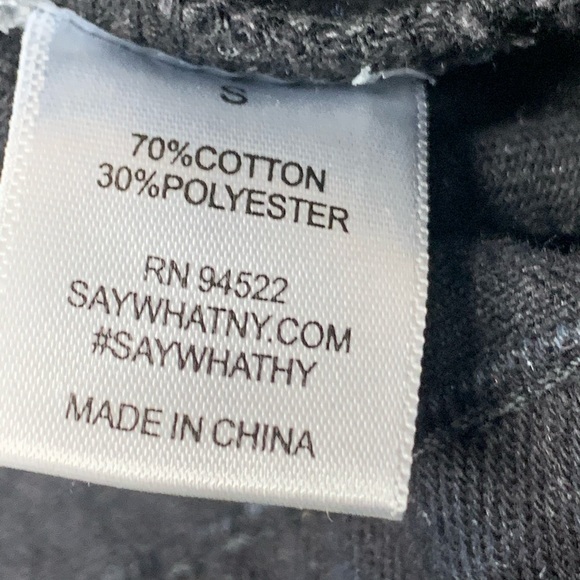 S
70%COTTON
30%POLYESTER
RN 94522
SAYWHATNY.COM
#SAYWHATHY
MADE IN CHINA